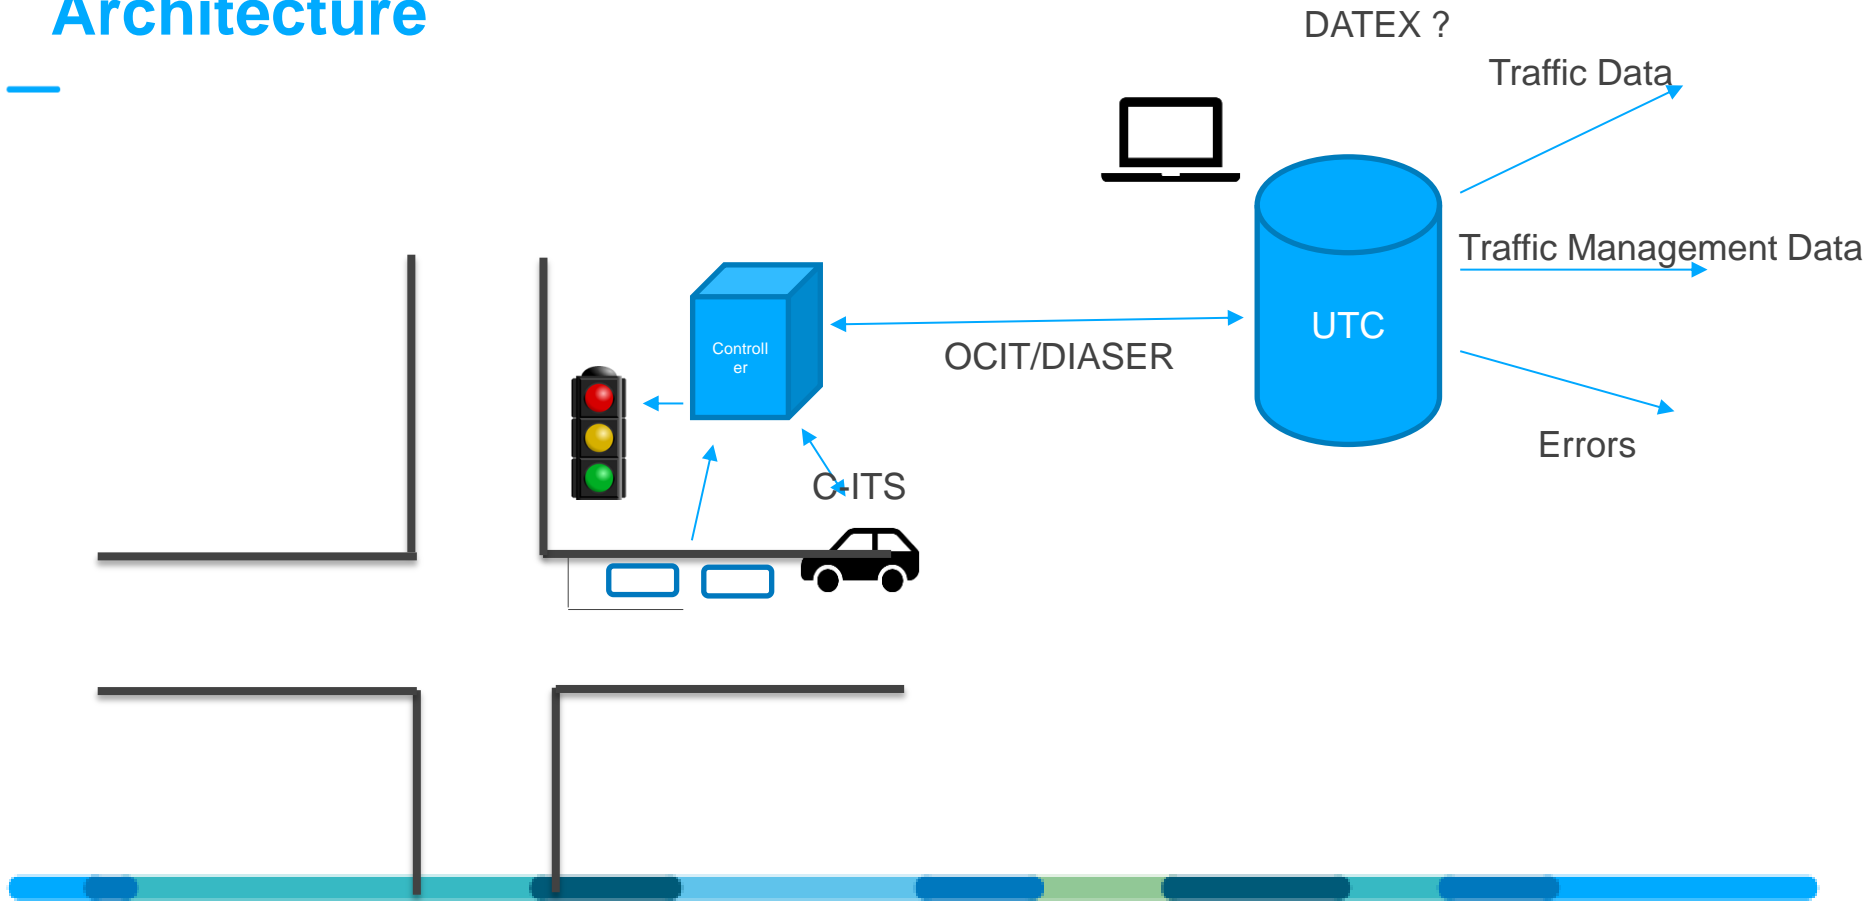 Architecture
DATEX ?
Traffic Data
Traffic Management Data
UTC
Controll
er
OCIT/DIASER
Errors
C-ITS